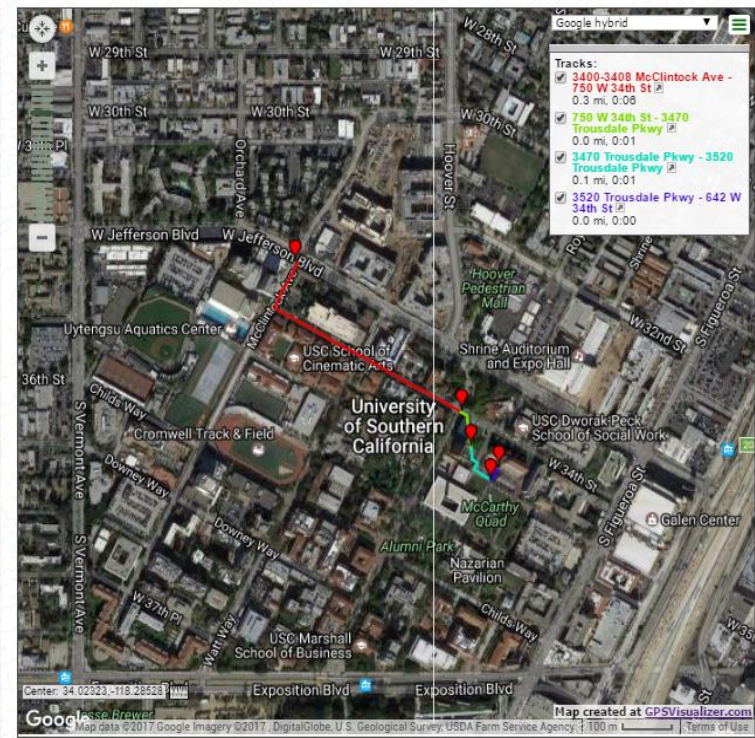 W 28th St
Google hybrid
W 29th St
W 29th St
Tracks:
3400-3408 McClintock Ave -
750 W 34th St
0.3 mi, 0:06
750 W 34th St - 3470
Trousdale Pkwy
0.0 mi, 0:01
3470 Trousdale Pkwy - 3520
Trousdale Pkwy
0.1 mi, 0:01
3520 Trousdale Pkwy - 642 W
34th St
0.0 mi, 0:00
W 30th St
W 30th St
W 30th St
Orchard Ave
Hoover St
W Jefferson Blvd
W Jefferson Blvd
Hoover
Pedestrian
Mall
McClintock Ave
Uytengsu Aquatics Center
W 32nd St
S Figueroa St
Shrine Auditorium
and Expo Hall
USC School of
Cinematic Arts
36th St
Childs Way
University
of Southern
California
USC Dworak-Peck
School of Social Work
Cromwell Track & Field
S Vermont Ave
W 34th St
Downey Way
S Figueroa St
McCarthy
Quad
Galen Center
Downey Way
Alumni Park
Nazarian
Pavilion
S Vermont Ave
W 37th Pl
Watt Way
Childs Way
USC Marshall
School of Business
Center: 34.02323,-118.28528
Exposition Blvd
Exposition Blvd
Map created at GPSVisualizer.com
Google
Jesse Brewer
Map data ©2017 Google Imagery ©2017 , DigitalGlobe, U.S. Geological Survey, USDA Farm Service Agency
100 m
Terms of Use